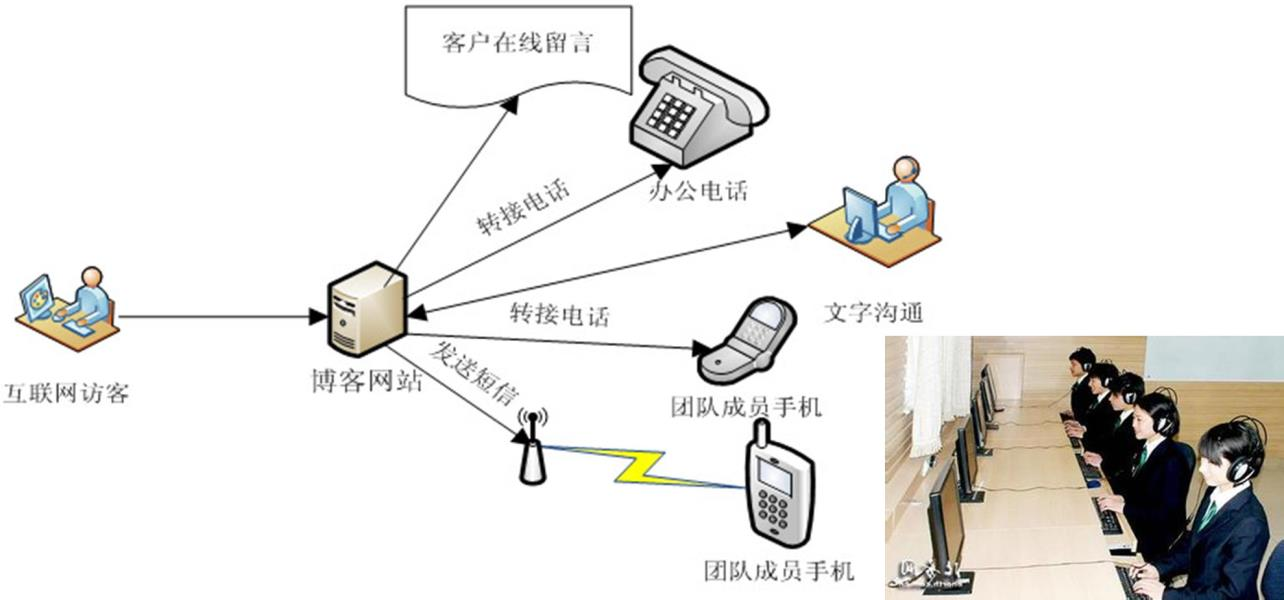 客户在线留言
转接电话
办公电话
转接电话
文字沟通
互联网访客
博客网站
发送短信
团队成员手机
团队成员手机